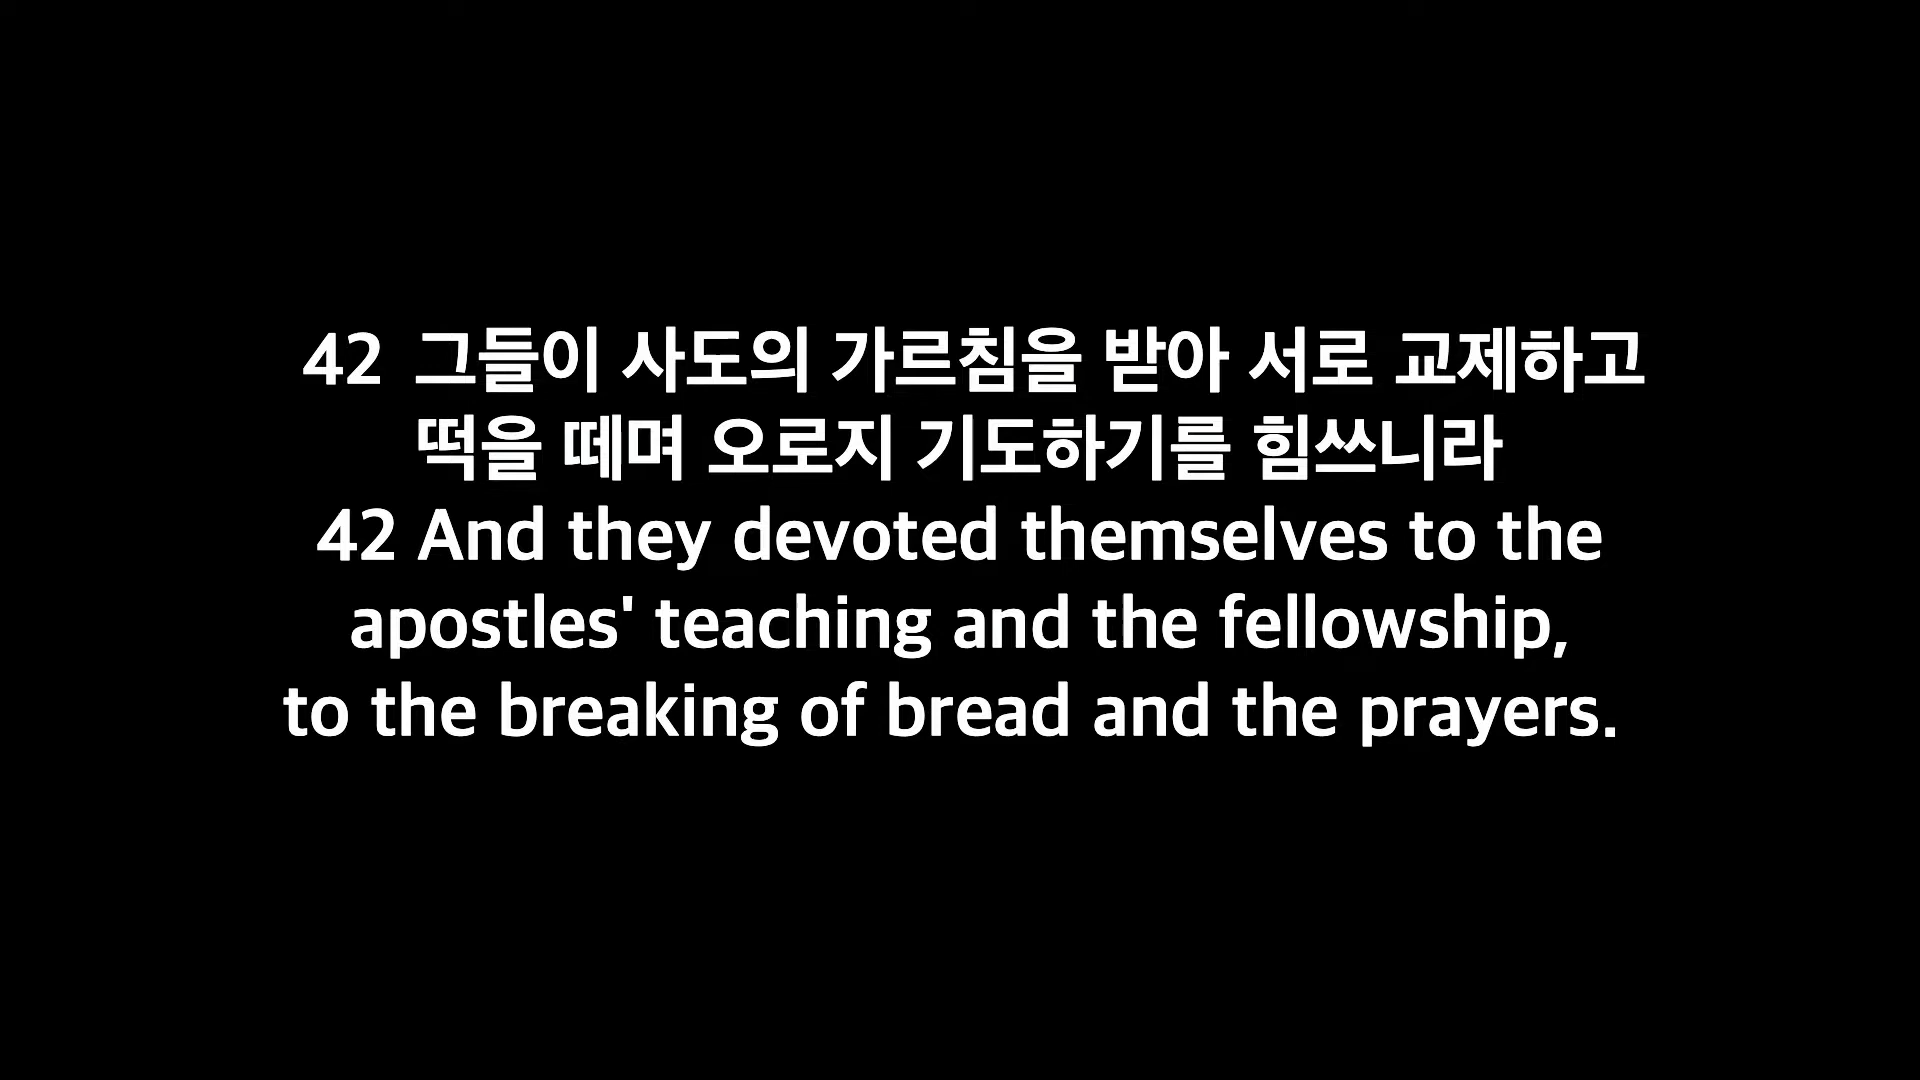 42 그들이 사도의 가르침을 받아 서로 교제하고
떡을 떼며 오로지 기도하기를 힘쓰니라
42 And they devoted themselves to the
apostles' teaching and the fellowship,
to the breaking of bread and the prayers.